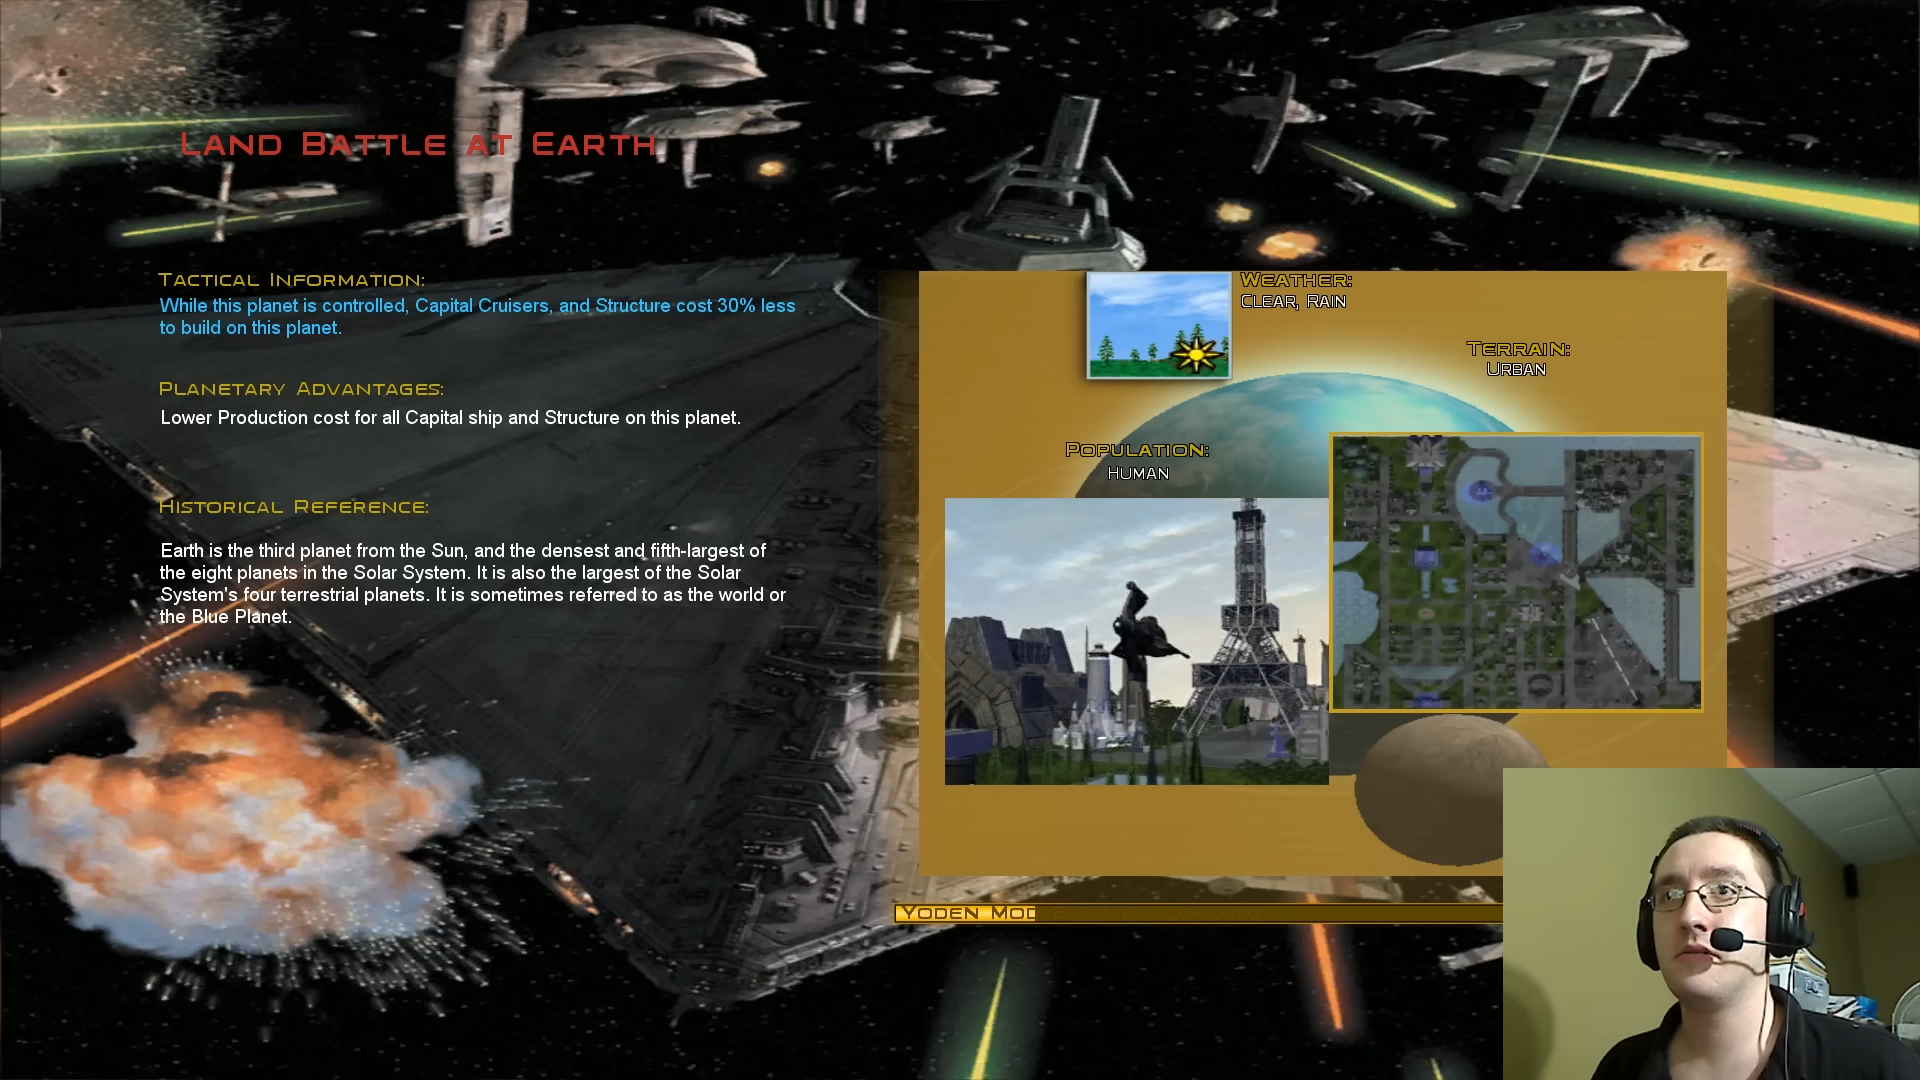 Land Battle at Earth
Tactical Information:
While this planet is controlled, Capital Cruisers, and Structure cost 30% less
to build on this planet.
Planetary Advantages:
Lower Production cost for all Capital ship and Structure on this planet.
Historical Reference:
Earth is the third planet from the Sun, and the densest and fifth-largest of
the eight planets in the Solar System. It is also the largest of the Solar
System's four terrestrial planets. It is sometimes referred to as the world or
the Blue Planet.
Weather:
Clear, Rain
Terrain:
Urban
Population:
Human
Yoden Mod